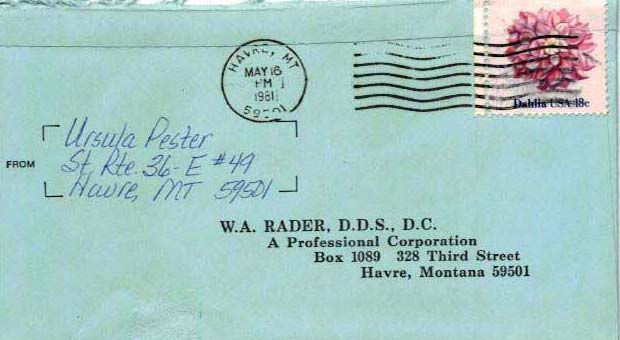 HAVRE, MT
MAY 16
PM
1981
59501
Dahlia USA 18c
Ursula Pester
FROM
St. Rte. 36-E #49
Havre, MT 59501
W.A. RADER, D.D.S., D.C.
A Professional Corporation
Box 1089 328 Third Street
Havre, Montana 59501